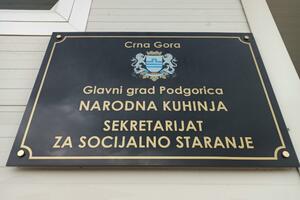 Crna Gora
Glavni grad Podgorica
NARODNA KUHINJA
SEKRETARIJAT
ZA SOCIJALNO STARANJE